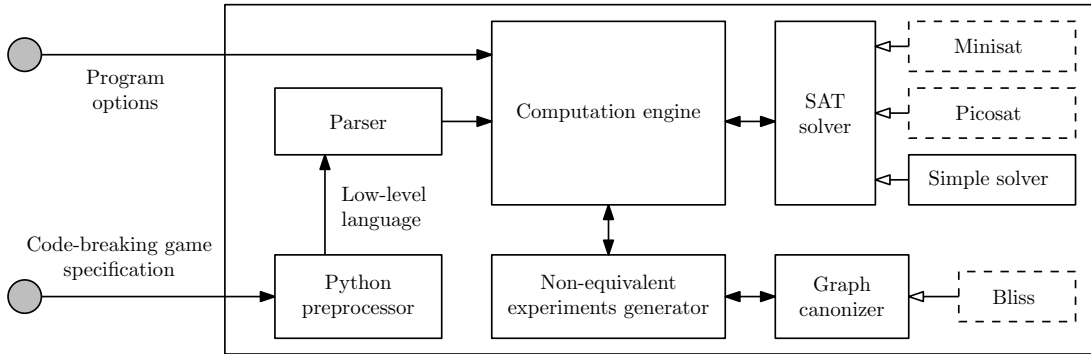 Program
options
Parser
Computation engine
SAT
solver
Minisat
Picosat
Simple solver
Low-level
language
Code-breaking game
specification
Python
preprocessor
Non-equivalent
experiments generator
Graph
canonizer
Bliss